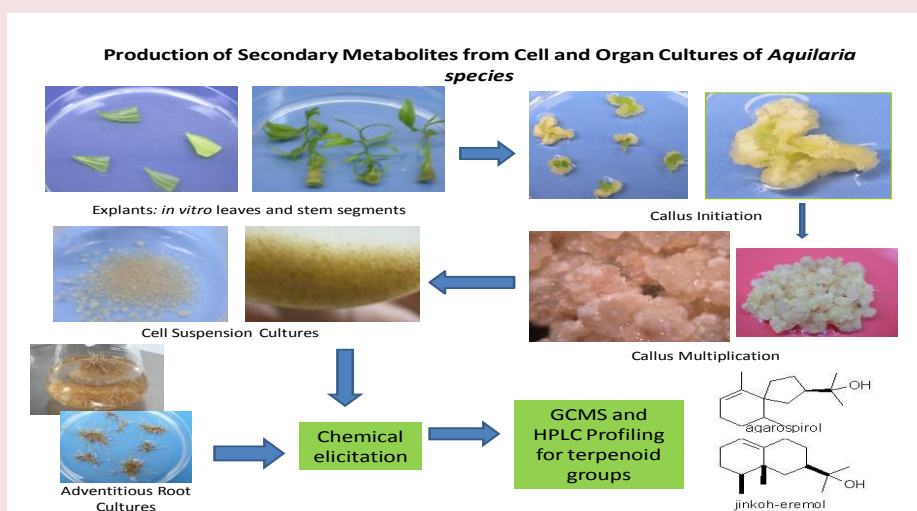 Production of Secondary Metabolites from Cell and Organ Cultures of Aquilaria
species
Explants: in vitro leaves and stem segments
Callus Initiation
Cell Suspension Cultures
Callus Multiplication
Adventitious Root
Cultures
Chemical
elicitation
GCMS and
HPLC Profiling
for terpenoid
groups
OH
agarospirol
OH
jinkoh-eremol